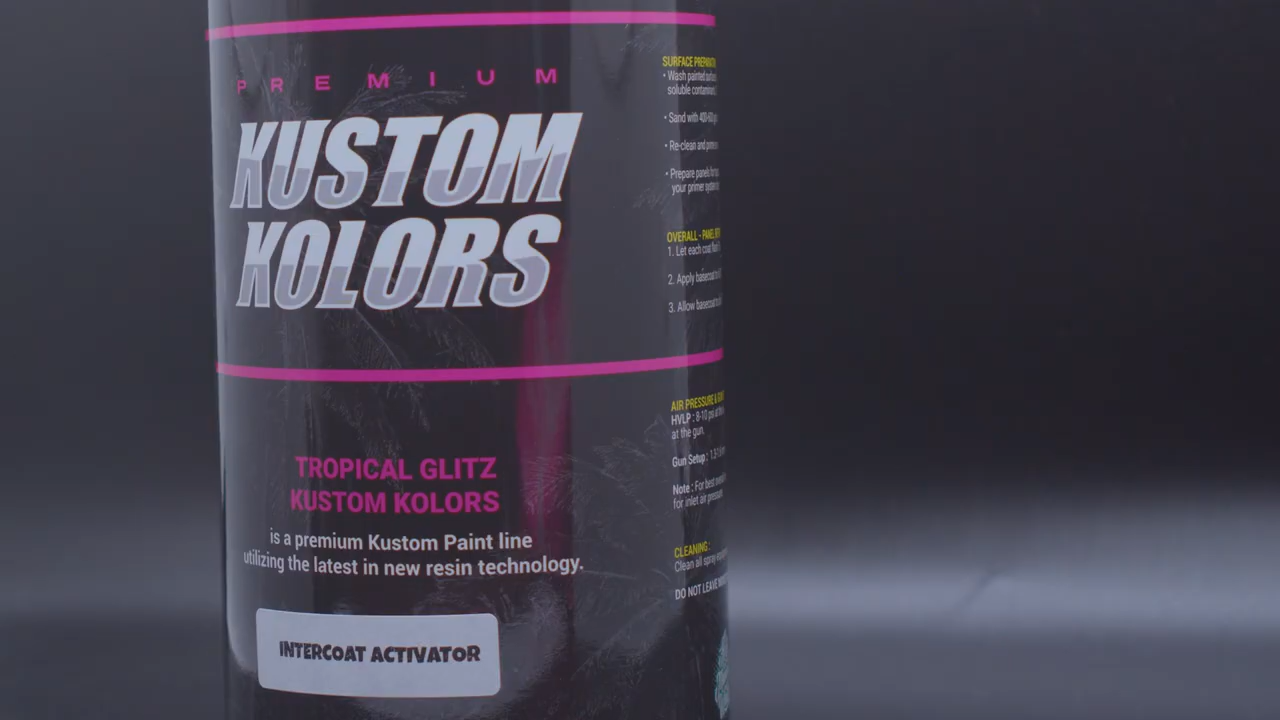 PREMIUM
KUSTOM
KOLORS
TROPICAL GLITZ
KUSTOM KOLORS
is a premium Kustom Paint line
utilizing the latest in new resin technology.
INTERCOAT ACTIVATOR
SURFACE
• Wash painted
soluble
• Sand with
• Re-clean and
• Prepare panels
your primer
OVERALL - PANEL
1. Let each coat
2. Apply basecoat
3. Allow basecoat
AIR PRESSURE &
HVLP : 8-10 psi
at the gun.
Gun Setup :
Note : For best
for inlet air pressure
CLEANING :
Clean all spray
DO NOT LEAVE